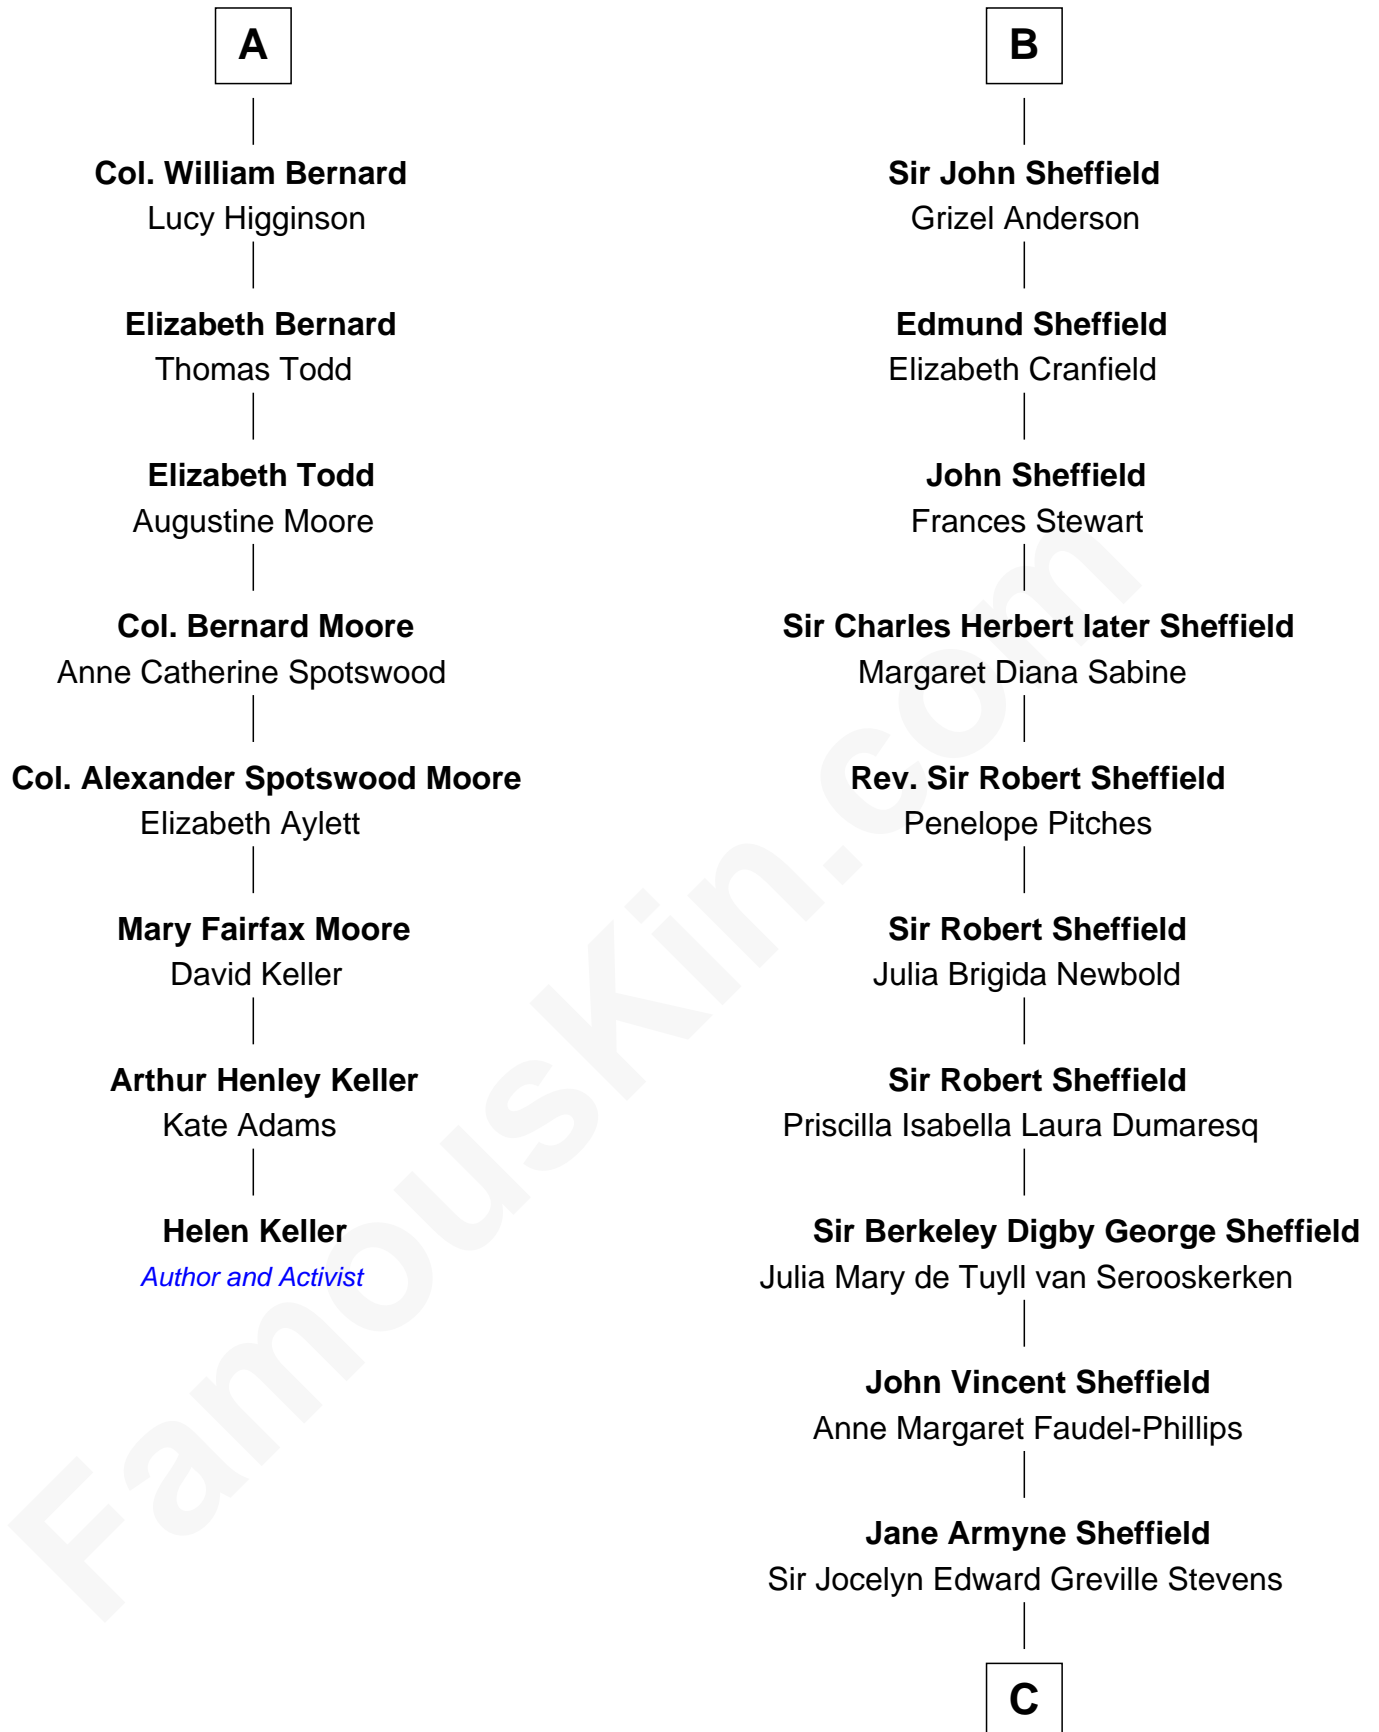 A
Col. William Bernard
Lucy Higginson
Elizabeth Bernard
Thomas Todd
Elizabeth Todd
Augustine Moore
Col. Bernard Moore
Anne Catherine Spotswood
Col. Alexander Spotswood Moore
Elizabeth Aylett
Mary Fairfax Moore
David Keller
Arthur Henley Keller
Kate Adams
Helen Keller
Author and Activist
B
Sir John Sheffield
Grizel Anderson
Edmund Sheffield
Elizabeth Cranfield
John Sheffield
Frances Stewart
Sir Charles Herbert later Sheffield
Margaret Diana Sabine
Rev. Sir Robert Sheffield
Penelope Pitches
Sir Robert Sheffield
Julia Brigida Newbold
Sir Robert Sheffield
Priscilla Isabella Laura Dumaresq
Sir Berkeley Digby George Sheffield
Julia Mary de Tuyll van Serooskerken
John Vincent Sheffield
Anne Margaret Faudel-Phillips
Jane Armyne Sheffield
Sir Jocelyn Edward Greville Stevens
C
FamousKin.com